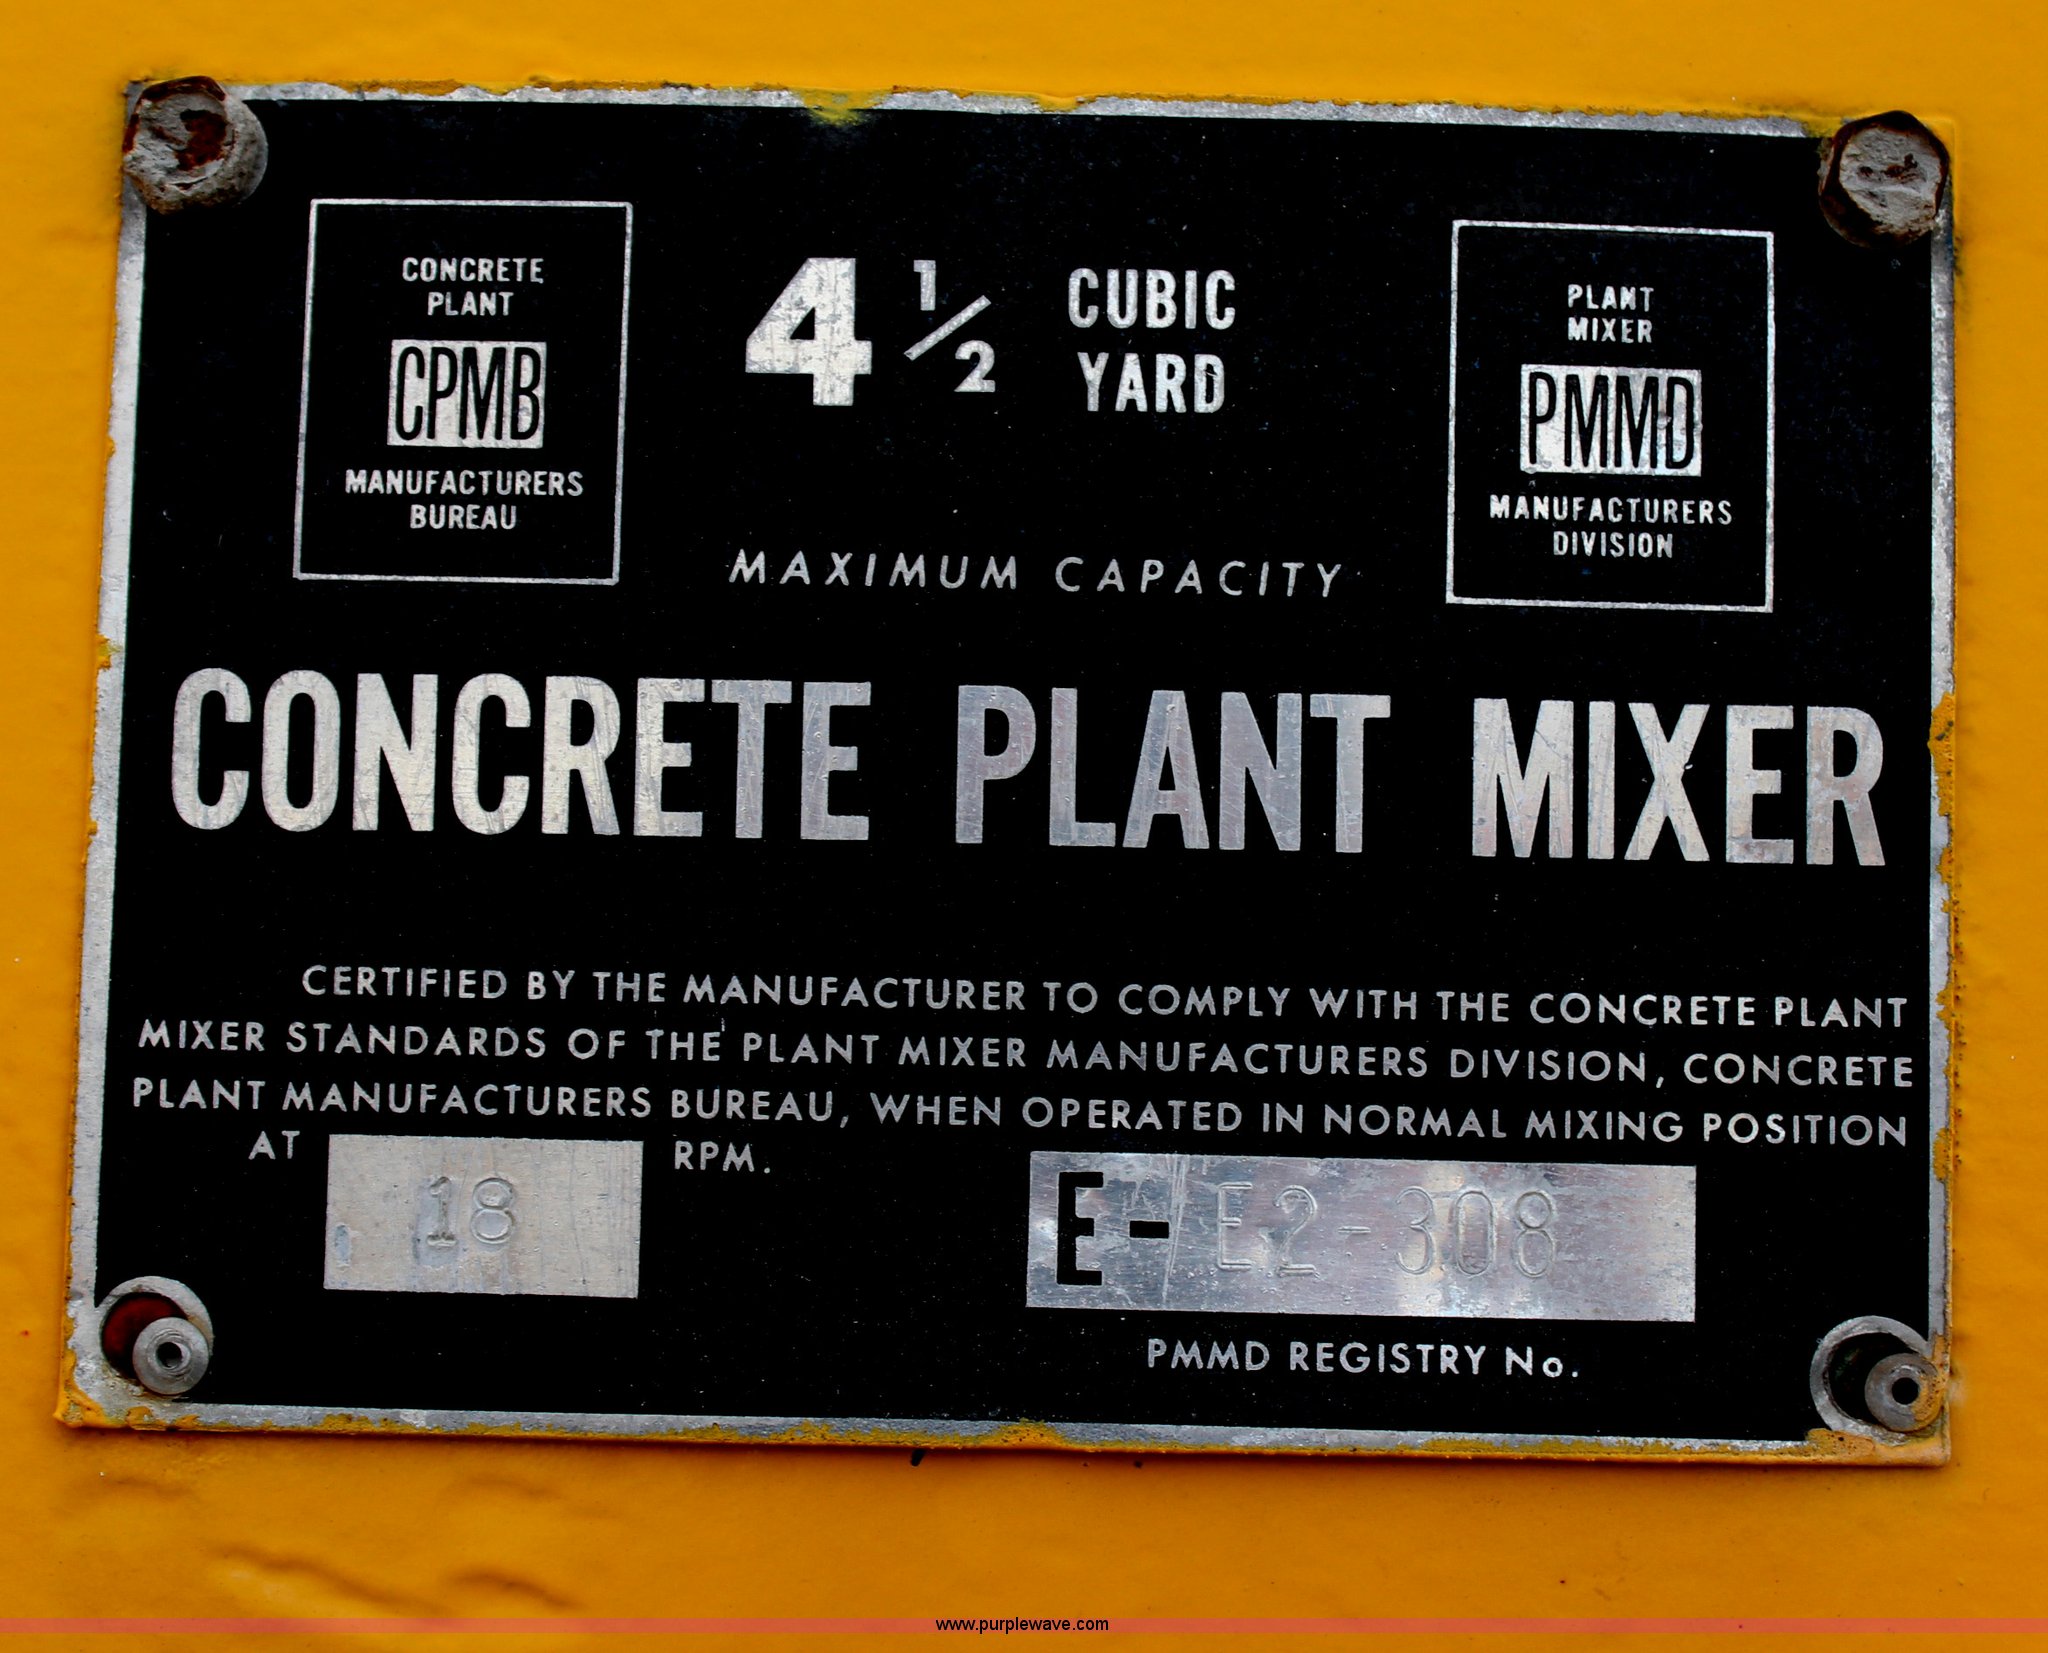 CONCRETE
PLANT
CPMB
MANUFACTURERS
BUREAU
4 1/2 CUBIC
YARD
MAXIMUM CAPACITY
PLANT
MIXER
PMMD
MANUFACTURERS
DIVISION
CONCRETE PLANT MIXER
CERTIFIED BY THE MANUFACTURER TO COMPLY WITH THE CONCRETE PLANT
MIXER STANDARDS OF THE PLANT MIXER MANUFACTURERS DIVISION, CONCRETE
PLANT MANUFACTURERS BUREAU, WHEN OPERATED IN NORMAL MIXING POSITION
AT 18 RPM.
E- E2-308
PMMD REGISTRY No.
www.purplewave.com